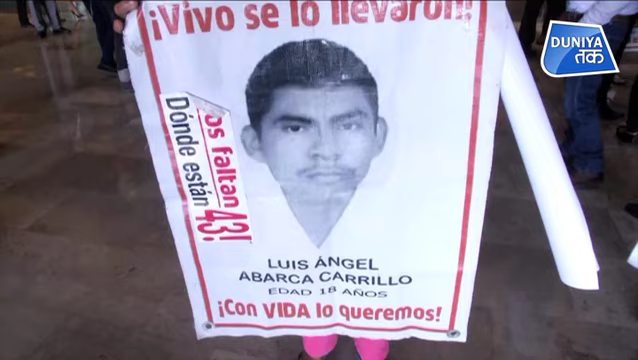 ¡Vivo se lo llevaron!
DUNIYA
तक
os faltan
43!
Dónde están
LUIS ÁNGEL
ABARCA CARRILLO
EDAD 18 AÑOS
¡Con VIDA lo queremos!